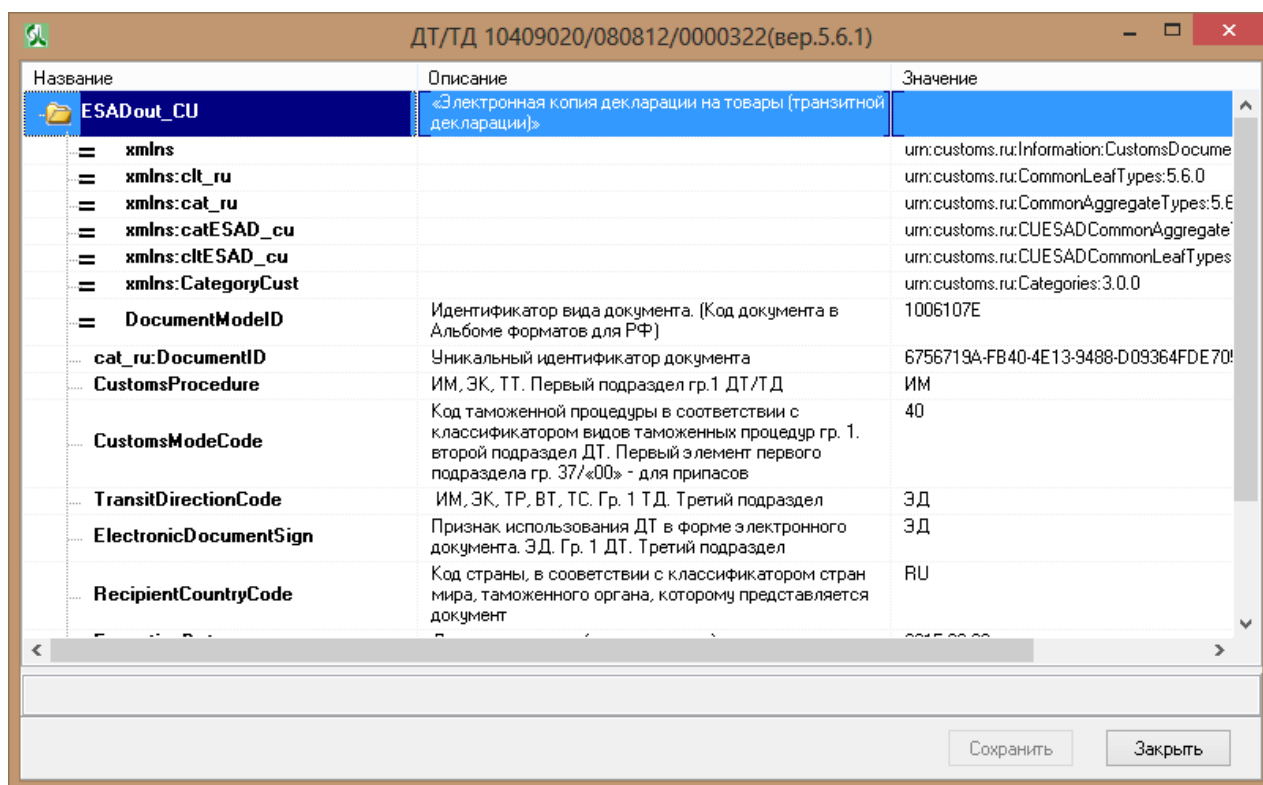 ДТ/ТД 10409020/080812/0000322(вер.5.6.1)
Название Описание Значение
ESADout_CU «Электронная копия декларации на товары (транзитной
декларации)»
xmlns urn:customs.ru:Information:CustomsDocume
xmlns:clt_ru urn:customs.ru:CommonLeafTypes:5.6.0
xmlns:cat_ru urn:customs.ru:CommonAggregateTypes:5.6
xmlns:catESAD_cu urn:customs.ru:CUESADCommonAggregate
xmlns:cltESAD_cu urn:customs.ru:CUESADCommonLeafTypes
xmlns:CategoryCust urn:customs.ru:Categories:3.0.0
DocumentModeID Идентификатор вида документа. (Код документа в 1006107E
Альбоме форматов для РФ)
cat_ru:DocumentID Уникальный идентификатор документа 6756719A-FB40-4E13-9488-D09364FDE70
CustomsProcedure ИМ, ЭК, ТТ. Первый подраздел гр.1 ДТ/ТД ИМ
CustomsModeCode Код таможенной процедуры в соответствии с 40
классификатором видов таможенных процедур гр. 1.
второй подраздел ДТ. Первый элемент первого
подраздела гр. 37/«00» - для припасов
TransitDirectionCode ИМ, ЭК, ТР, ВТ, ТС. Гр. 1 ТД. Третий подраздел ЭД
ElectronicDocumentSign Признак использования ДТ в форме электронного ЭД
документа. ЭД. Гр. 1 ДТ. Третий подраздел
RecipientCountryCode Код страны, в сооветствии с классификатором стран RU
мира, таможенного органа, которому представляется
документ
Сохранить Закрыть